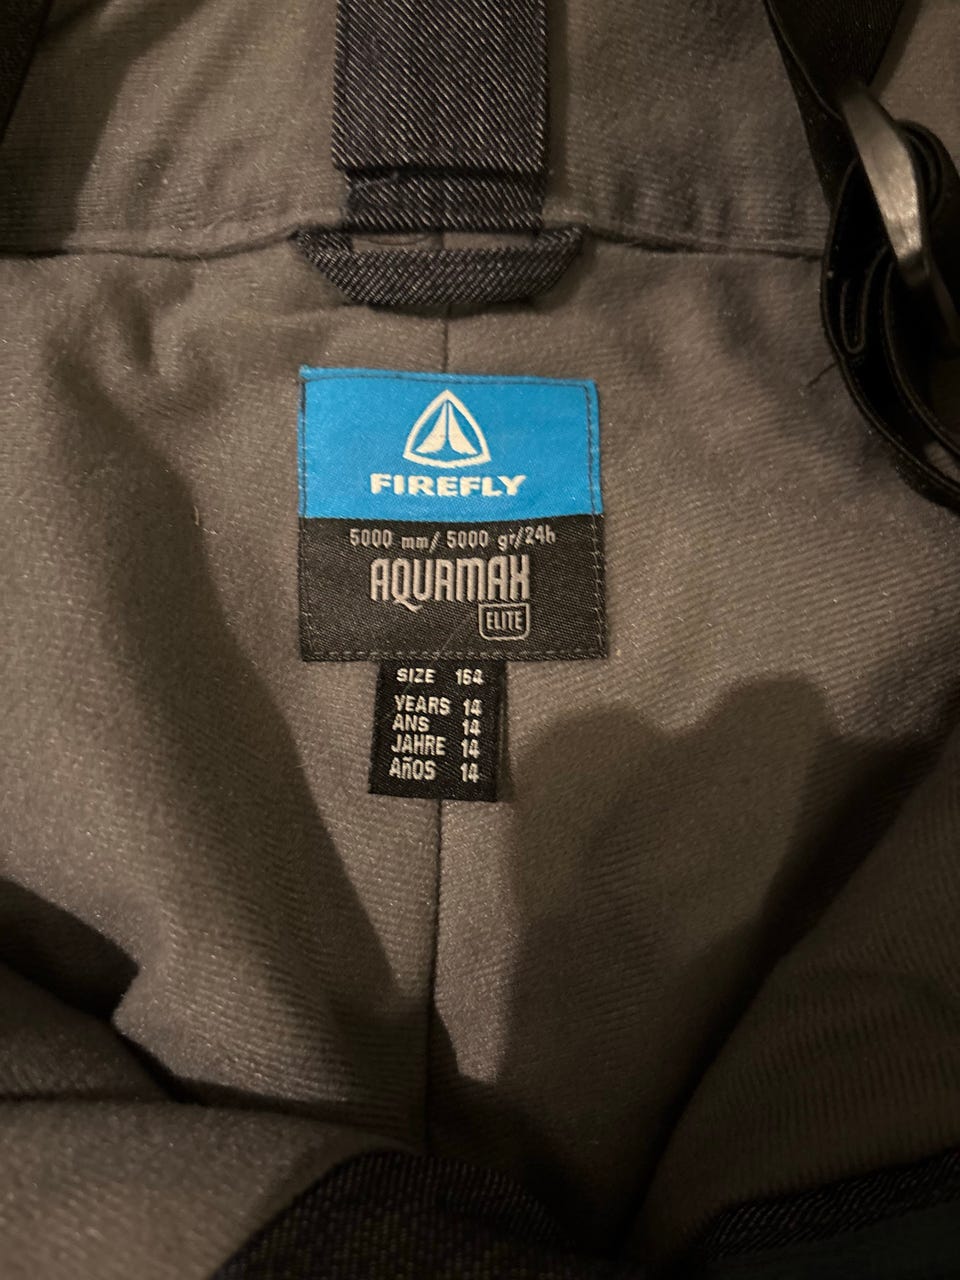 FIREFLY
5000 mm/ 5000 gr/24h
AQUAMAX
ELITE
SIZE 164
YEARS 14
ANS 14
JAHRE 14
AñOS 14